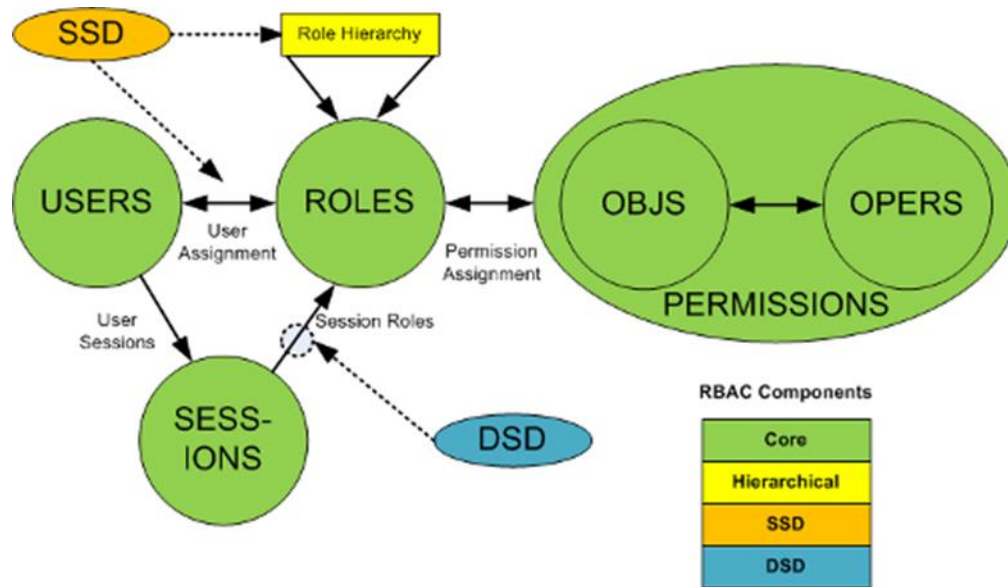 SSD
Role Hierarchy
USERS
ROLES
OBJS
OPERS
User
Assignment
Permission
Assignment
PERMISSIONS
User
Sessions
Session Roles
SESS-
IONS
DSD
RBAC Components
Core
Hierarchical
SSD
DSD